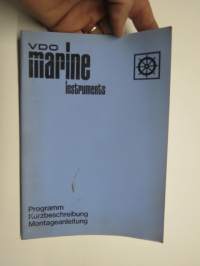 VDO
marine
instruments
Programm
Kurzbeschreibung
Montageanleitung